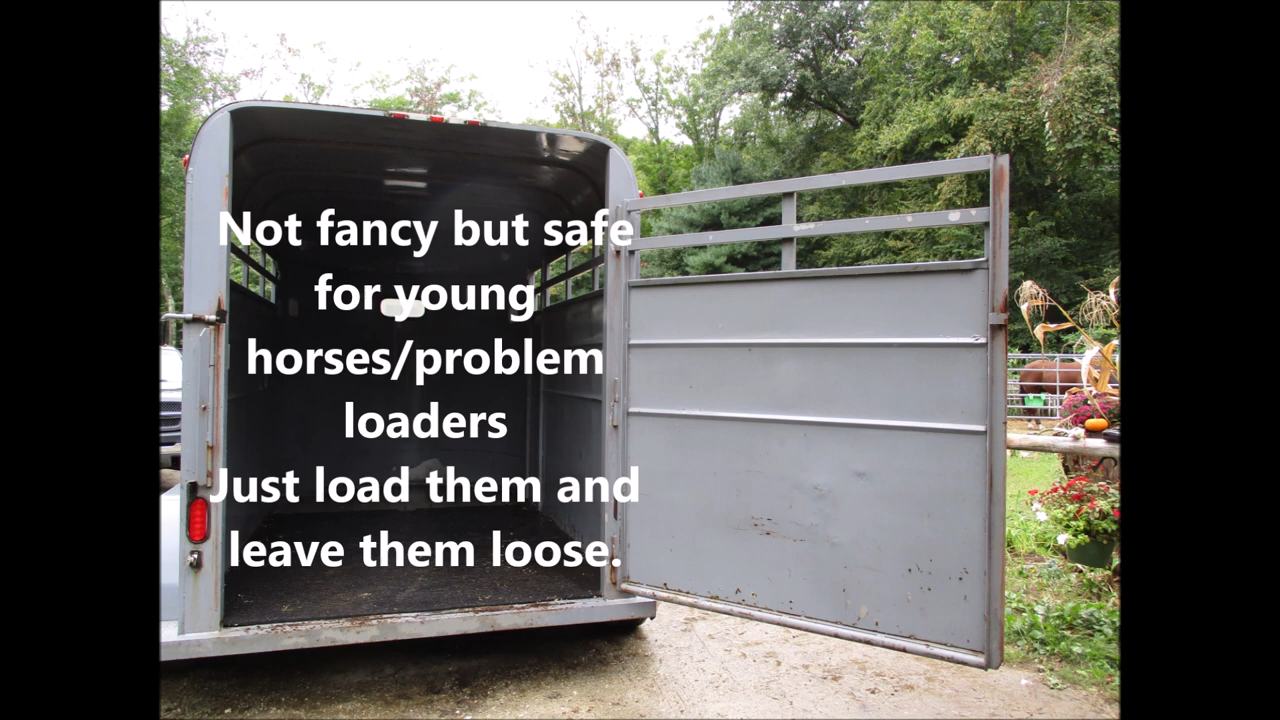 Not fancy but safe
for young
horses/problem
loaders
Just load them and
leave them loose.